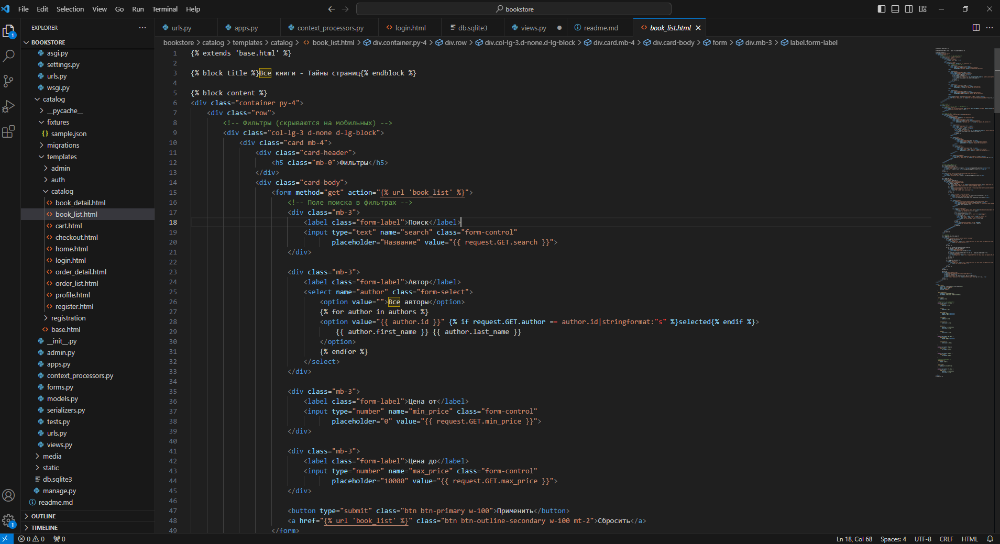 File Edit Selection View Go Run Terminal Help
bookstore
EXPLORER
urls.py
apps.py
context_processors.py
login.html
db.sqlite3
views.py
readme.md
book_list.html
bookstore > catalog > templates > catalog > book_list.html > div.container.py-4 > div.row > div.col-lg-3.d-none.d-lg-block > div.card.mb-4 > div.card-body > form > div.mb-3 > label.form-label
BOOKSTORE
asgi.py
settings.py
urls.py
wsgi.py
catalog
__pycache__
fixtures
sample.json
migrations
templates
admin
auth
catalog
book_detail.html
book_list.html
cart.html
checkout.html
home.html
login.html
order_detail.html
order_list.html
profile.html
register.html
registration
base.html
__init__.py
admin.py
apps.py
context_processors.py
forms.py
models.py
serializers.py
tests.py
urls.py
views.py
media
static
db.sqlite3
manage.py
readme.md
OUTLINE
TIMELINE
1 {% extends 'base.html' %}
2
3 {% block title %}Все книги - Тайны страниц{% endblock %}
4
5 {% block content %}
6 <div class="container py-4">
7 <div class="row">
8 <!-- Фильтры (скрываются на мобильных) -->
9 <div class="col-lg-3 d-none d-lg-block">
10 <div class="card mb-4">
11 <div class="card-header">
12 <h5 class="mb-0">Фильтры</h5>
13 </div>
14 <div class="card-body">
15 <form method="get" action="{% url 'book_list' %}">
16 <!-- Поле поиска в фильтрах -->
17 <div class="mb-3">
18 <label class="form-label">Поиск</label>
19 <input type="text" name="search" class="form-control"
20 placeholder="Название" value="{{ request.GET.search }}">
21 </div>
22
23 <div class="mb-3">
24 <label class="form-label">Автор</label>
25 <select name="author" class="form-select">
26 <option value="">Все авторы</option>
27 {% for author in authors %}
28 <option value="{{ author.id }}" {% if request.GET.author == author.id|stringformat:"s" %}selected{% endif %}>
29 {{ author.first_name }} {{ author.last_name }}
30 </option>
31 {% endfor %}
32 </select>
33 </div>
34
35 <div class="mb-3">
36 <label class="form-label">Цена от</label>
37 <input type="number" name="min_price" class="form-control"
38 placeholder="0" value="{{ request.GET.min_price }}">
39 </div>
40
41 <div class="mb-3">
42 <label class="form-label">Цена до</label>
43 <input type="number" name="max_price" class="form-control"
44 placeholder="10000" value="{{ request.GET.max_price }}">
45 </div>
46
47 <button type="submit" class="btn btn-primary w-100">Применить</button>
48 <a href="{% url 'book_list' %}" class="btn btn-outline-secondary w-100 mt-2">Сбросить</a>
49 </form>
1
1
0 0 0
Ln 18, Col 68 Spaces: 4 UTF-8 CRLF HTML